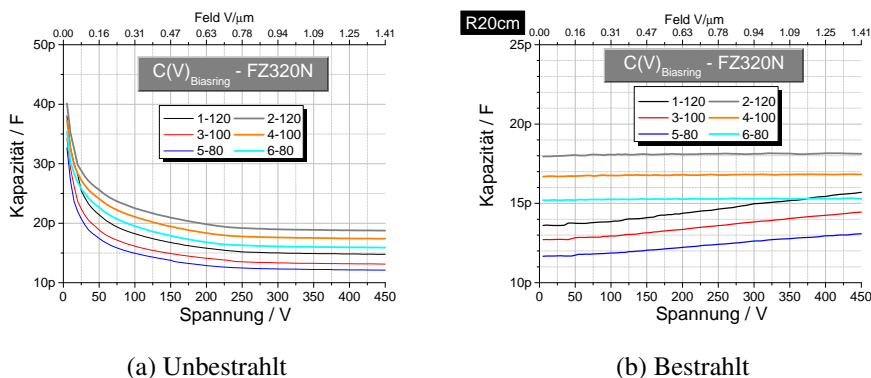 Feld V/µm
0.00 0.16 0.31 0.47 0.63 0.78 0.94 1.09 1.25 1.41
50p
40p
30p
20p
10p
Kapazität / F
C(V)Biasring - FZ320N
1-120 2-120
3-100 4-100
5-80 6-80
0 50 100 150 200 250 300 350 400 450
Spannung / V
(a) Unbestrahlt
R20cm
Feld V/µm
0.00 0.16 0.31 0.47 0.63 0.78 0.94 1.09 1.25 1.41
25p
20p
15p
10p
Kapazität / F
C(V)Biasring - FZ320N
1-120 2-120
3-100 4-100
5-80 6-80
0 50 100 150 200 250 300 350 400 450
Spannung / V
(b) Bestrahlt